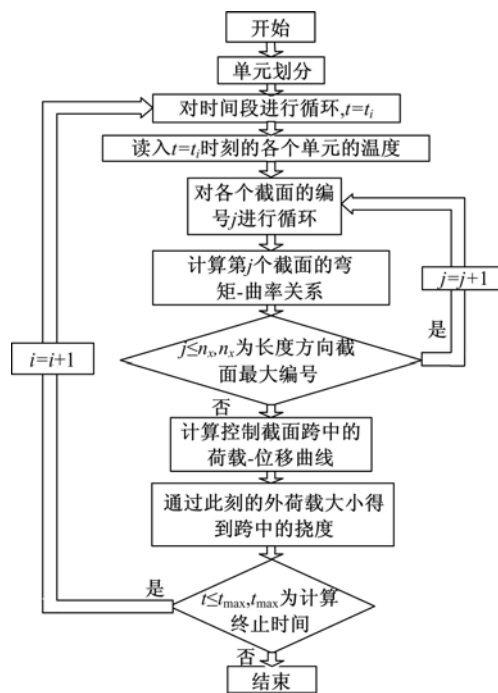 开始
单元划分
对时间段进行循环,t=ti
读入t=ti时刻的各个单元的温度
对各个截面的编
号j进行循环
计算第j个截面的弯
矩-曲率关系
j=j+1
是
j≤nx,nx为长度方向截
面最大编号
i=i+1
否
计算控制截面跨中的
荷载-位移曲线
通过此刻的外荷载大小得
到跨中的挠度
是
t≤tmax,tmax为计算
终止时间
否
结束